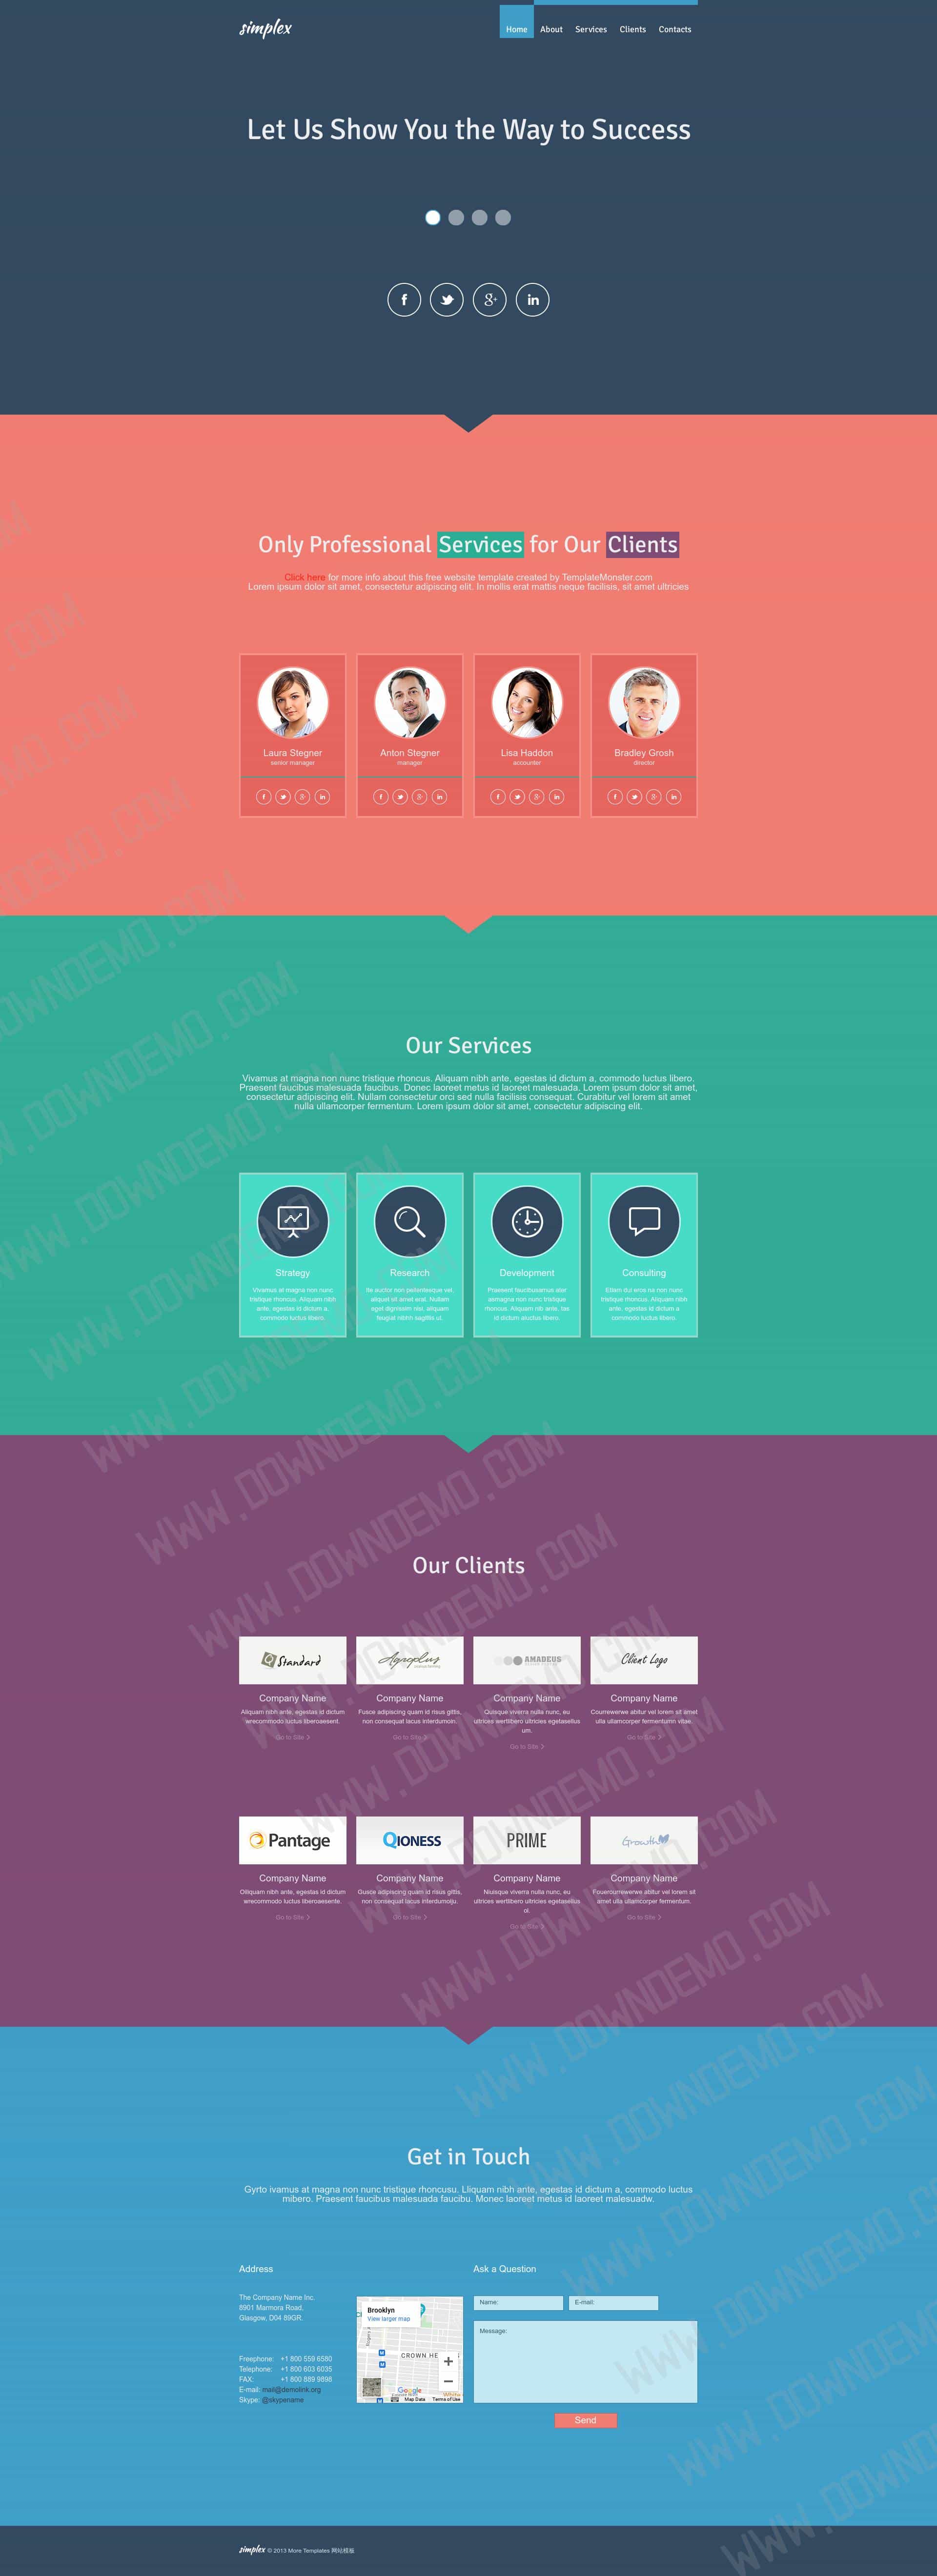 simplex
Home About Services Clients Contacts
Let Us Show You the Way to Success
Only Professional Services for Our Clients
Click here for more info about this free website template created by TemplateMonster.com
Lorem ipsum dolor sit amet, consectetur adipiscing elit. In mollis erat mattis neque facilisis, sit amet ultricies
Laura Stegner
senior manager
Anton Stegner
manager
Lisa Haddon
accounter
Bradley Grosh
director
Our Services
Vivamus at magna non nunc tristique rhoncus. Aliquam nibh ante, egestas id dictum a, commodo luctus libero.
Praesent faucibus malesuada faucibus. Donec laoreet metus id laoreet malesuada. Lorem ipsum dolor sit amet,
consectetur adipiscing elit. Nullam consectetur orci sed nulla facilisis consequat. Curabitur vel lorem sit amet
nulla ullamcorper fermentum. Lorem ipsum dolor sit amet, consectetur adipiscing elit.
Strategy
Vivamus at magna non nunc
tristique rhoncus. Aliquam nibh
ante, egestas id dictum a,
commodo luctus libero.
Research
Ite auctor non pellentesque vel,
aliquet sit amet erat. Nullam
eget dignissim nisi, aliquam
feugiat nibhh sagittis ut.
Development
Praesent faucibusamus ater
asmagna non nunc tristique
rhoncus. Aliquam nib ante, tas
id dictum aluctus libero.
Consulting
Etiam dui eros na non nunc
tristique rhoncus. Aliquam nibh
ante, egestas id dictum a
commodo luctus libero.
Our Clients
Standard
Company Name
Aliquam nibh ante, egestas id dictum
wrecommodo luctus liberoaesent.
Go to Site
Agroplus
Company Name
Fusce adipiscing quam id risus gittis,
non consequat lacus interdumoin.
Go to Site
AMADEUS
Company Name
Quisque viverra nulla nunc, eu
ultrices wertlibero ultricies egetasellus
um.
Go to Site
Client Logo
Company Name
Courrewerwe abitur vel lorem sit amet
ulla ullamcorper fermentumn vitae.
Go to Site
Pantage
Company Name
Olliquam nibh ante, egestas id dictum
wrecommodo luctus liberoaesente.
Go to Site
QIONESS
Company Name
Gusce adipiscing quam id risus gittis,
non consequat lacus interdumoiju.
Go to Site
PRIME
Company Name
Niuisque viverra nulla nunc, eu
ultrices wertlibero ultricies egetasellus
ol.
Go to Site
Growth
Company Name
Fouerourrewerwe abitur vel lorem sit
amet ulla ullamcorper fermentum.
Go to Site
Get in Touch
Gyrto ivamus at magna non nunc tristique rhoncusu. Lliquam nibh ante, egestas id dictum a, commodo luctus
mibero. Praesent faucibus malesuada faucibu. Monec laoreet metus id laoreet malesuadw.
Address
The Company Name Inc.
8901 Marmora Road,
Glasgow, D04 89GR.
Freephone: +1 800 559 6580
Telephone: +1 800 603 6035
FAX: +1 800 889 9898
E-mail: mail@demolink.org
Skype: @skypename
Brooklyn
View larger map
CROWN HE
Google
Map Data Terms of Use
Ask a Question
Name: E-mail:
Message:
Send
simplex © 2013 More Templates 网站模板
WWW.DOWNDEMO.COM